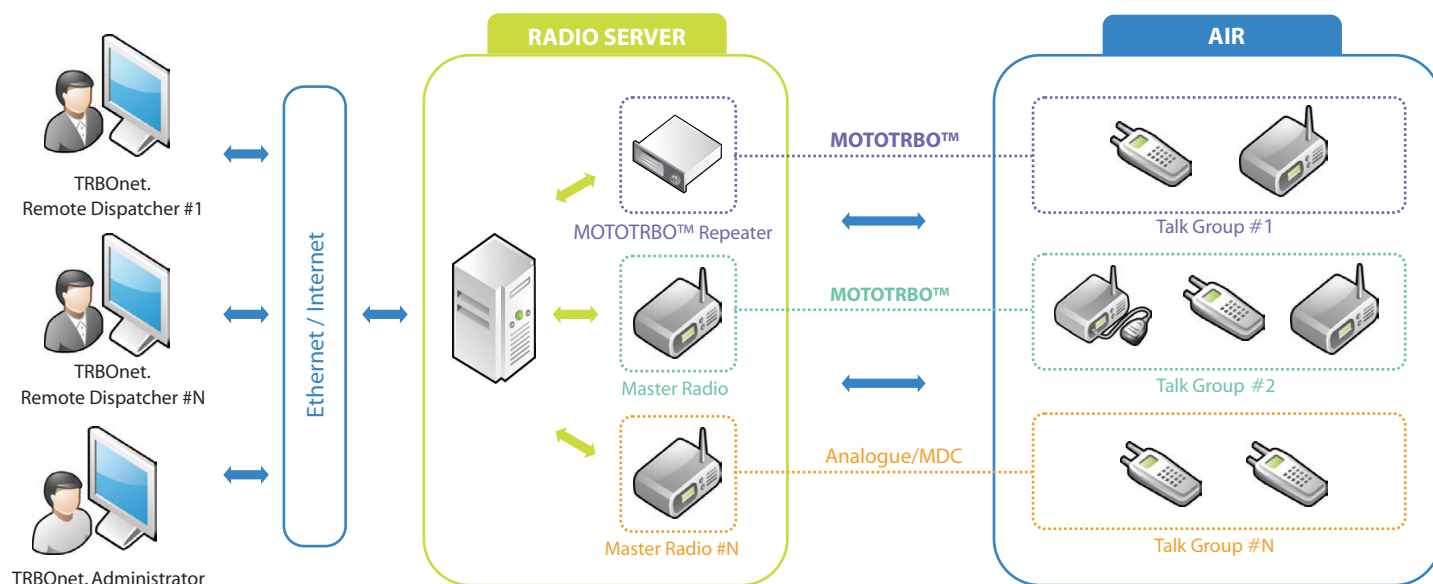 RADIO SERVER
AIR
TRBOnet.
Remote Dispatcher #1
TRBOnet.
Remote Dispatcher #N
TRBOnet. Administrator
Ethernet / Internet
MOTOTRBO™ Repeater
Master Radio
Master Radio #N
MOTOTRBO™
MOTOTRBO™
Analogue/MDC
Talk Group #1
Talk Group #2
Talk Group #N